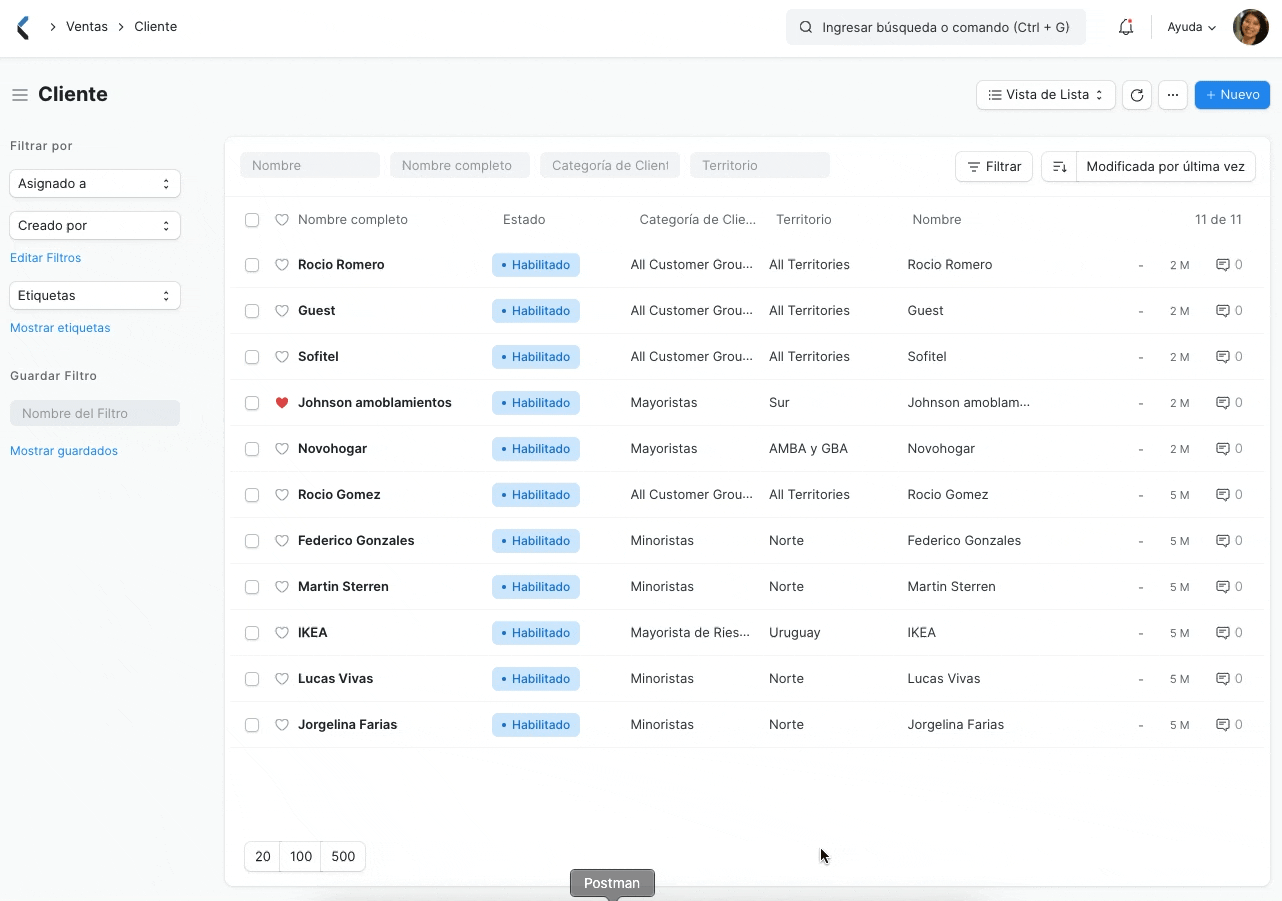 Ventas Cliente
Ingresar búsqueda o comando (Ctrl + G)
Ayuda
Cliente
Vista de Lista
+ Nuevo
Filtrar por
Asignado a
Creado por
Editar Filtros
Etiquetas
Mostrar etiquetas
Guardar Filtro
Nombre del Filtro
Mostrar guardados
Nombre Nombre completo Categoría de Client Territorio
Filtrar Modificada por última vez
Nombre completo Estado Categoría de Clie... Territorio Nombre 11 de 11
Rocio Romero Habilitado All Customer Grou... All Territories Rocio Romero - 2 M 0
Guest Habilitado All Customer Grou... All Territories Guest - 2 M 0
Sofitel Habilitado All Customer Grou... All Territories Sofitel - 2 M 0
Johnson amoblamientos Habilitado Mayoristas Sur Johnson amoblam... - 2 M 0
Novohogar Habilitado Mayoristas AMBA y GBA Novohogar - 2 M 0
Rocio Gomez Habilitado All Customer Grou... All Territories Rocio Gomez - 5 M 0
Federico Gonzales Habilitado Minoristas Norte Federico Gonzales - 5 M 0
Martin Sterren Habilitado Minoristas Norte Martin Sterren - 5 M 0
IKEA Habilitado Mayorista de Ries... Uruguay IKEA - 5 M 0
Lucas Vivas Habilitado Minoristas Norte Lucas Vivas - 5 M 0
Jorgelina Farias Habilitado Minoristas Norte Jorgelina Farias - 5 M 0
20 100 500
Postman